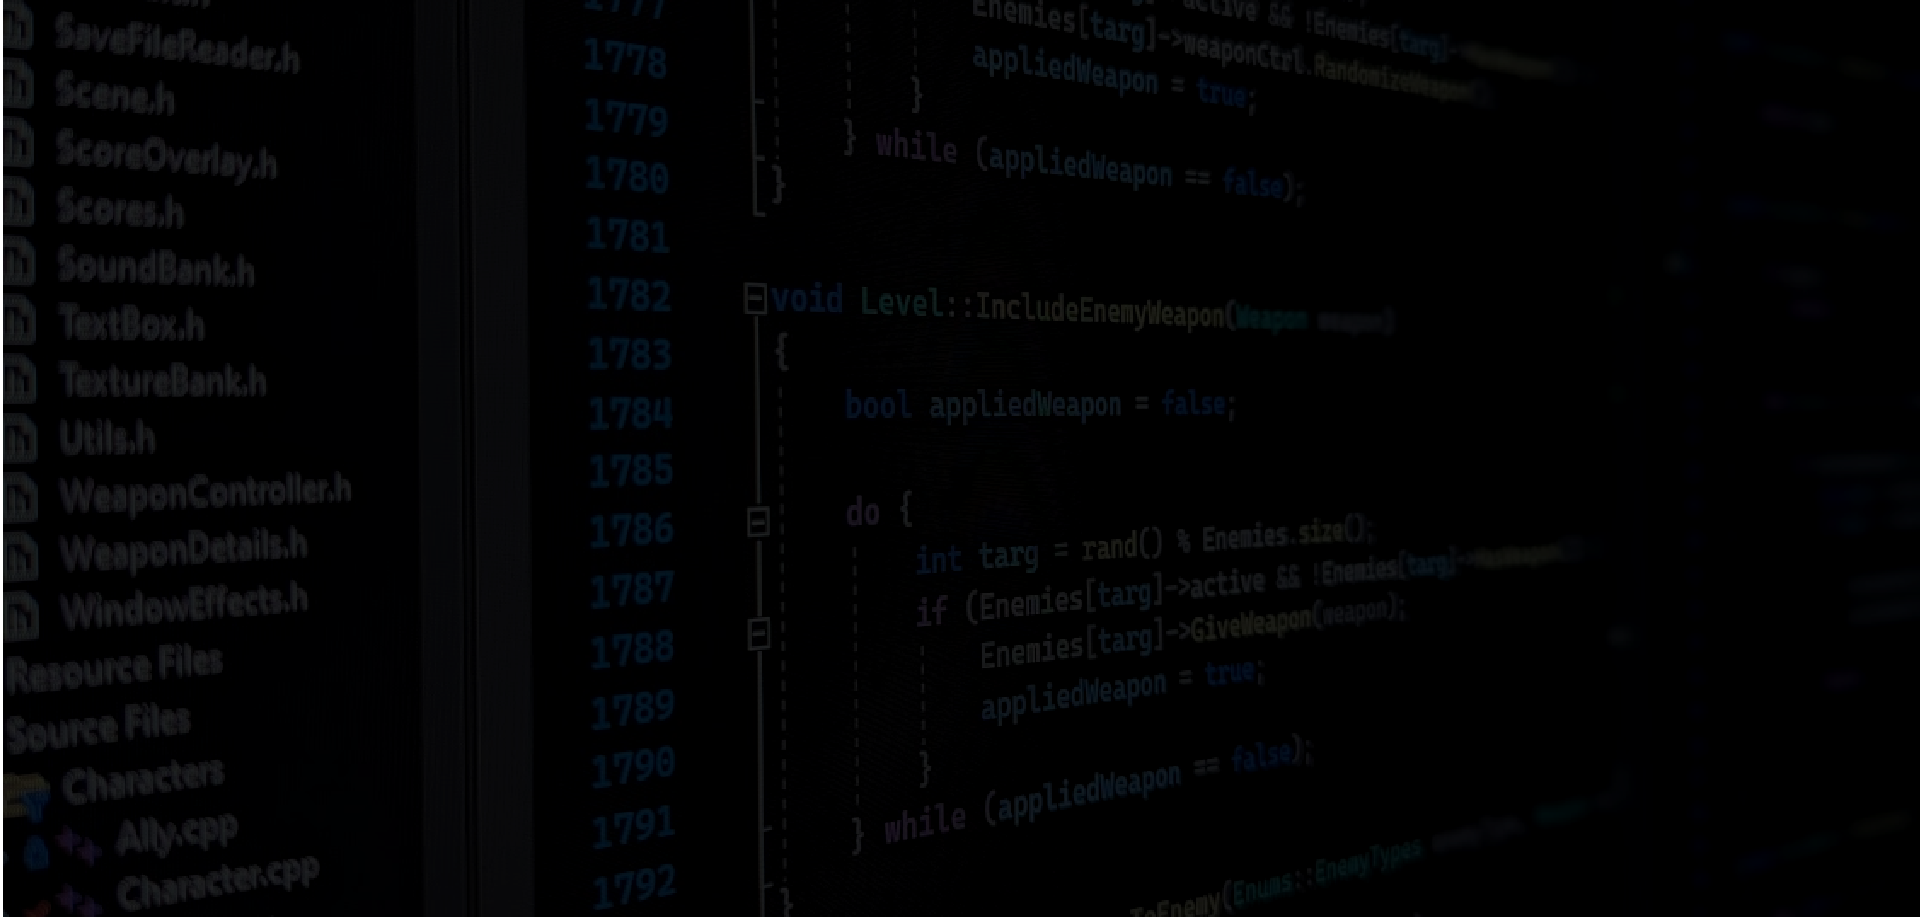 SaveFileReader.h
Scene.h
ScoreOverlay.h
Scores.h
SoundBank.h
TextBox.h
TextureBank.h
Utils.h
WeaponController.h
WeaponDetails.h
WindowEffects.h
Resource Files
Source Files
Characters
Ally.cpp
Character.cpp
1777
1778
1779
1780
1781
1782
1783
1784
1785
1786
1787
1788
1789
1790
1791
1792
active && !Enemies[targ]->
Enemies[targ]->weaponCtrl.RandomizeWeapon();
appliedWeapon = true;
}
} while (appliedWeapon == false);
}
void Level::IncludeEnemyWeapon(Weapon weapon)
{
bool appliedWeapon = false;
do {
int targ = rand() % Enemies.size();
if (Enemies[targ]->active && !Enemies[targ]->
Enemies[targ]->GiveWeapon(weapon);
appliedWeapon = true;
}
} while (appliedWeapon == false);
}
ToEnemy(Enums::EnemyTypes